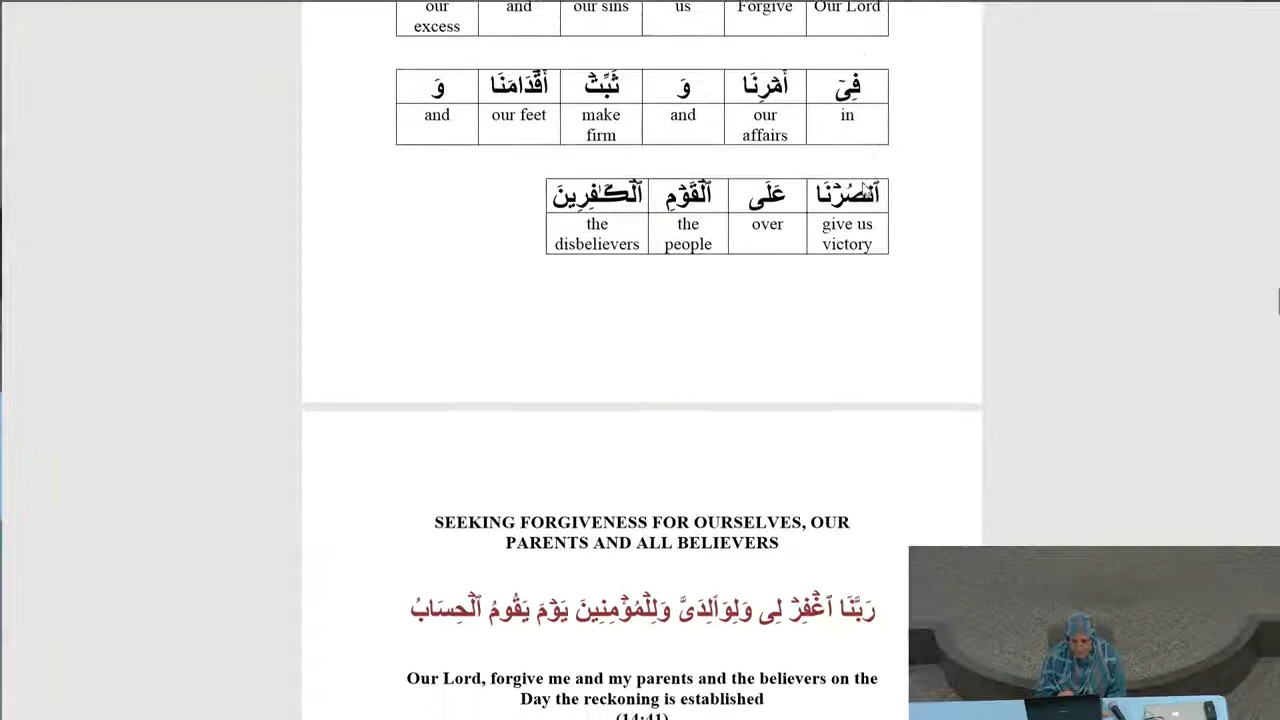 Our Lord Forgive us our sins and our
excess
فِىٓ أَمْرِنَا وَ ثَبِّتْ أَقْدَامَنَا وَ
in our and make our feet and
affairs firm
ٱنصُرْنَا عَلَى ٱلْقَوْمِ ٱلْكَـٰفِرِينَ
give us over the the
victory people disbelievers
SEEKING FORGIVENESS FOR OURSELVES, OUR
PARENTS AND ALL BELIEVERS
رَبَّنَا ٱغْفِرْ لِى وَلِوَٲلِدَىَّ وَلِلْمُؤْمِنِينَ يَوْمَ يَقُومُ ٱلْحِسَابُ
Our Lord, forgive me and my parents and the believers on the
Day the reckoning is established
(14:41)